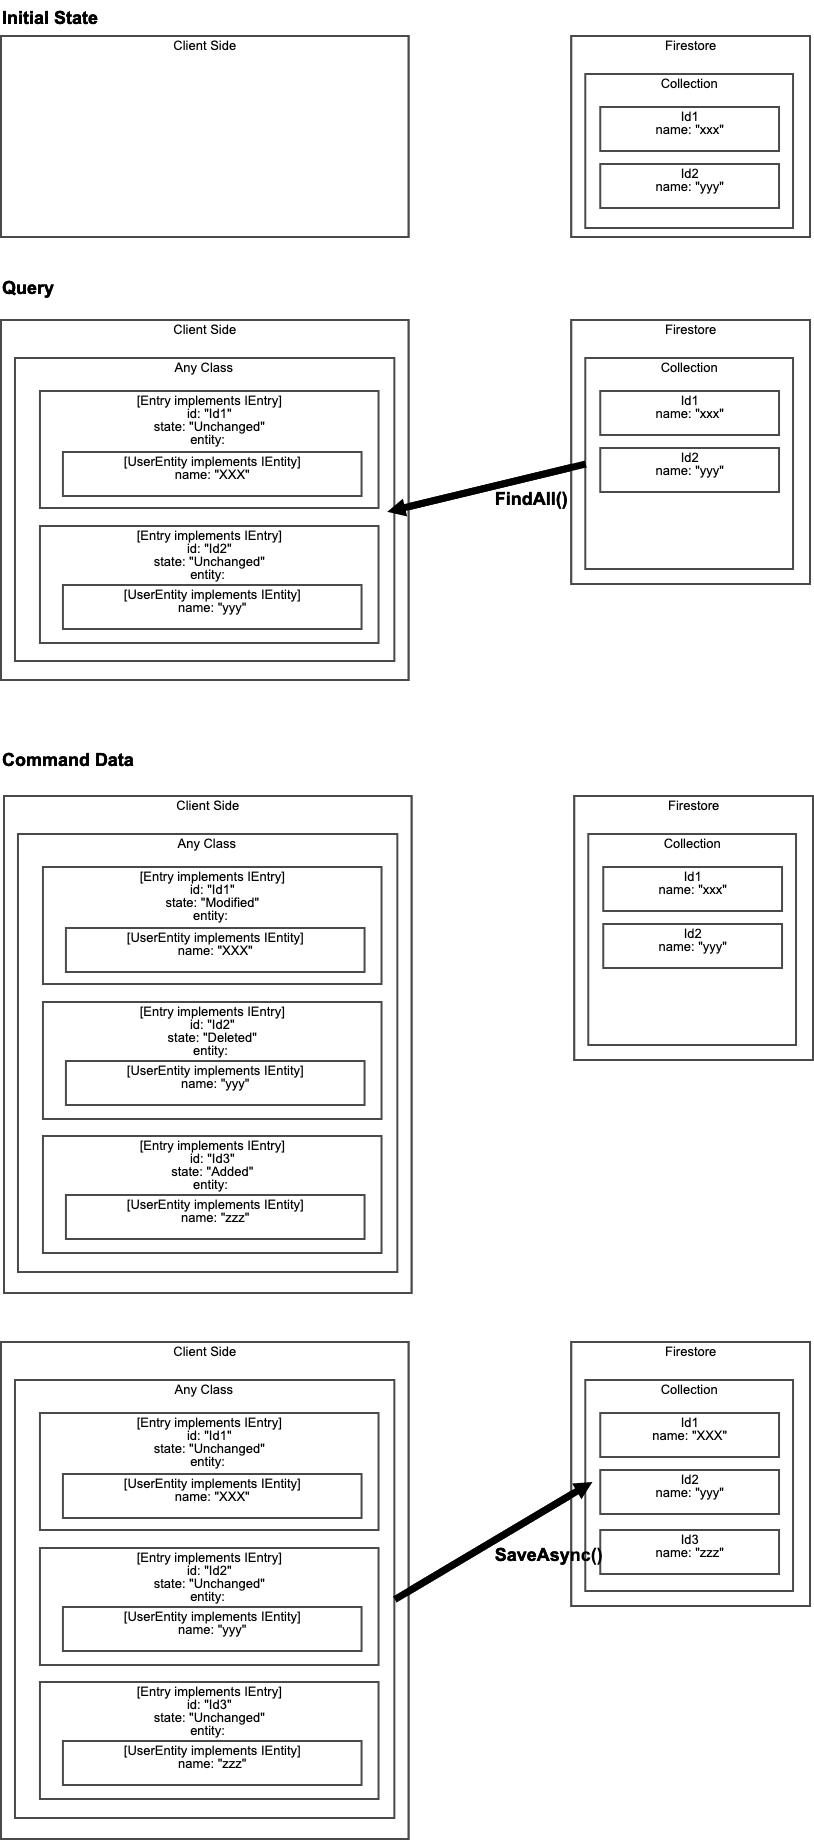 Initial State
Client Side
Firestore
Collection
Id1
name: "xxx"
Id2
name: "yyy"
Query
Client Side
Any Class
[Entry implements IEntry]
id: "Id1"
state: "Unchanged"
entity:
[UserEntity implements IEntity]
name: "XXX"
[Entry implements IEntry]
id: "Id2"
state: "Unchanged"
entity:
[UserEntity implements IEntity]
name: "yyy"
FindAll()
Firestore
Collection
Id1
name: "xxx"
Id2
name: "yyy"
Command Data
Client Side
Any Class
[Entry implements IEntry]
id: "Id1"
state: "Modified"
entity:
[UserEntity implements IEntity]
name: "XXX"
[Entry implements IEntry]
id: "Id2"
state: "Deleted"
entity:
[UserEntity implements IEntity]
name: "yyy"
[Entry implements IEntry]
id: "Id3"
state: "Added"
entity:
[UserEntity implements IEntity]
name: "zzz"
Firestore
Collection
Id1
name: "xxx"
Id2
name: "yyy"
Client Side
Any Class
[Entry implements IEntry]
id: "Id1"
state: "Unchanged"
entity:
[UserEntity implements IEntity]
name: "XXX"
[Entry implements IEntry]
id: "Id2"
state: "Unchanged"
entity:
[UserEntity implements IEntity]
name: "yyy"
[Entry implements IEntry]
id: "Id3"
state: "Unchanged"
entity:
[UserEntity implements IEntity]
name: "zzz"
SaveAsync()
Firestore
Collection
Id1
name: "XXX"
Id2
name: "yyy"
Id3
name: "zzz"